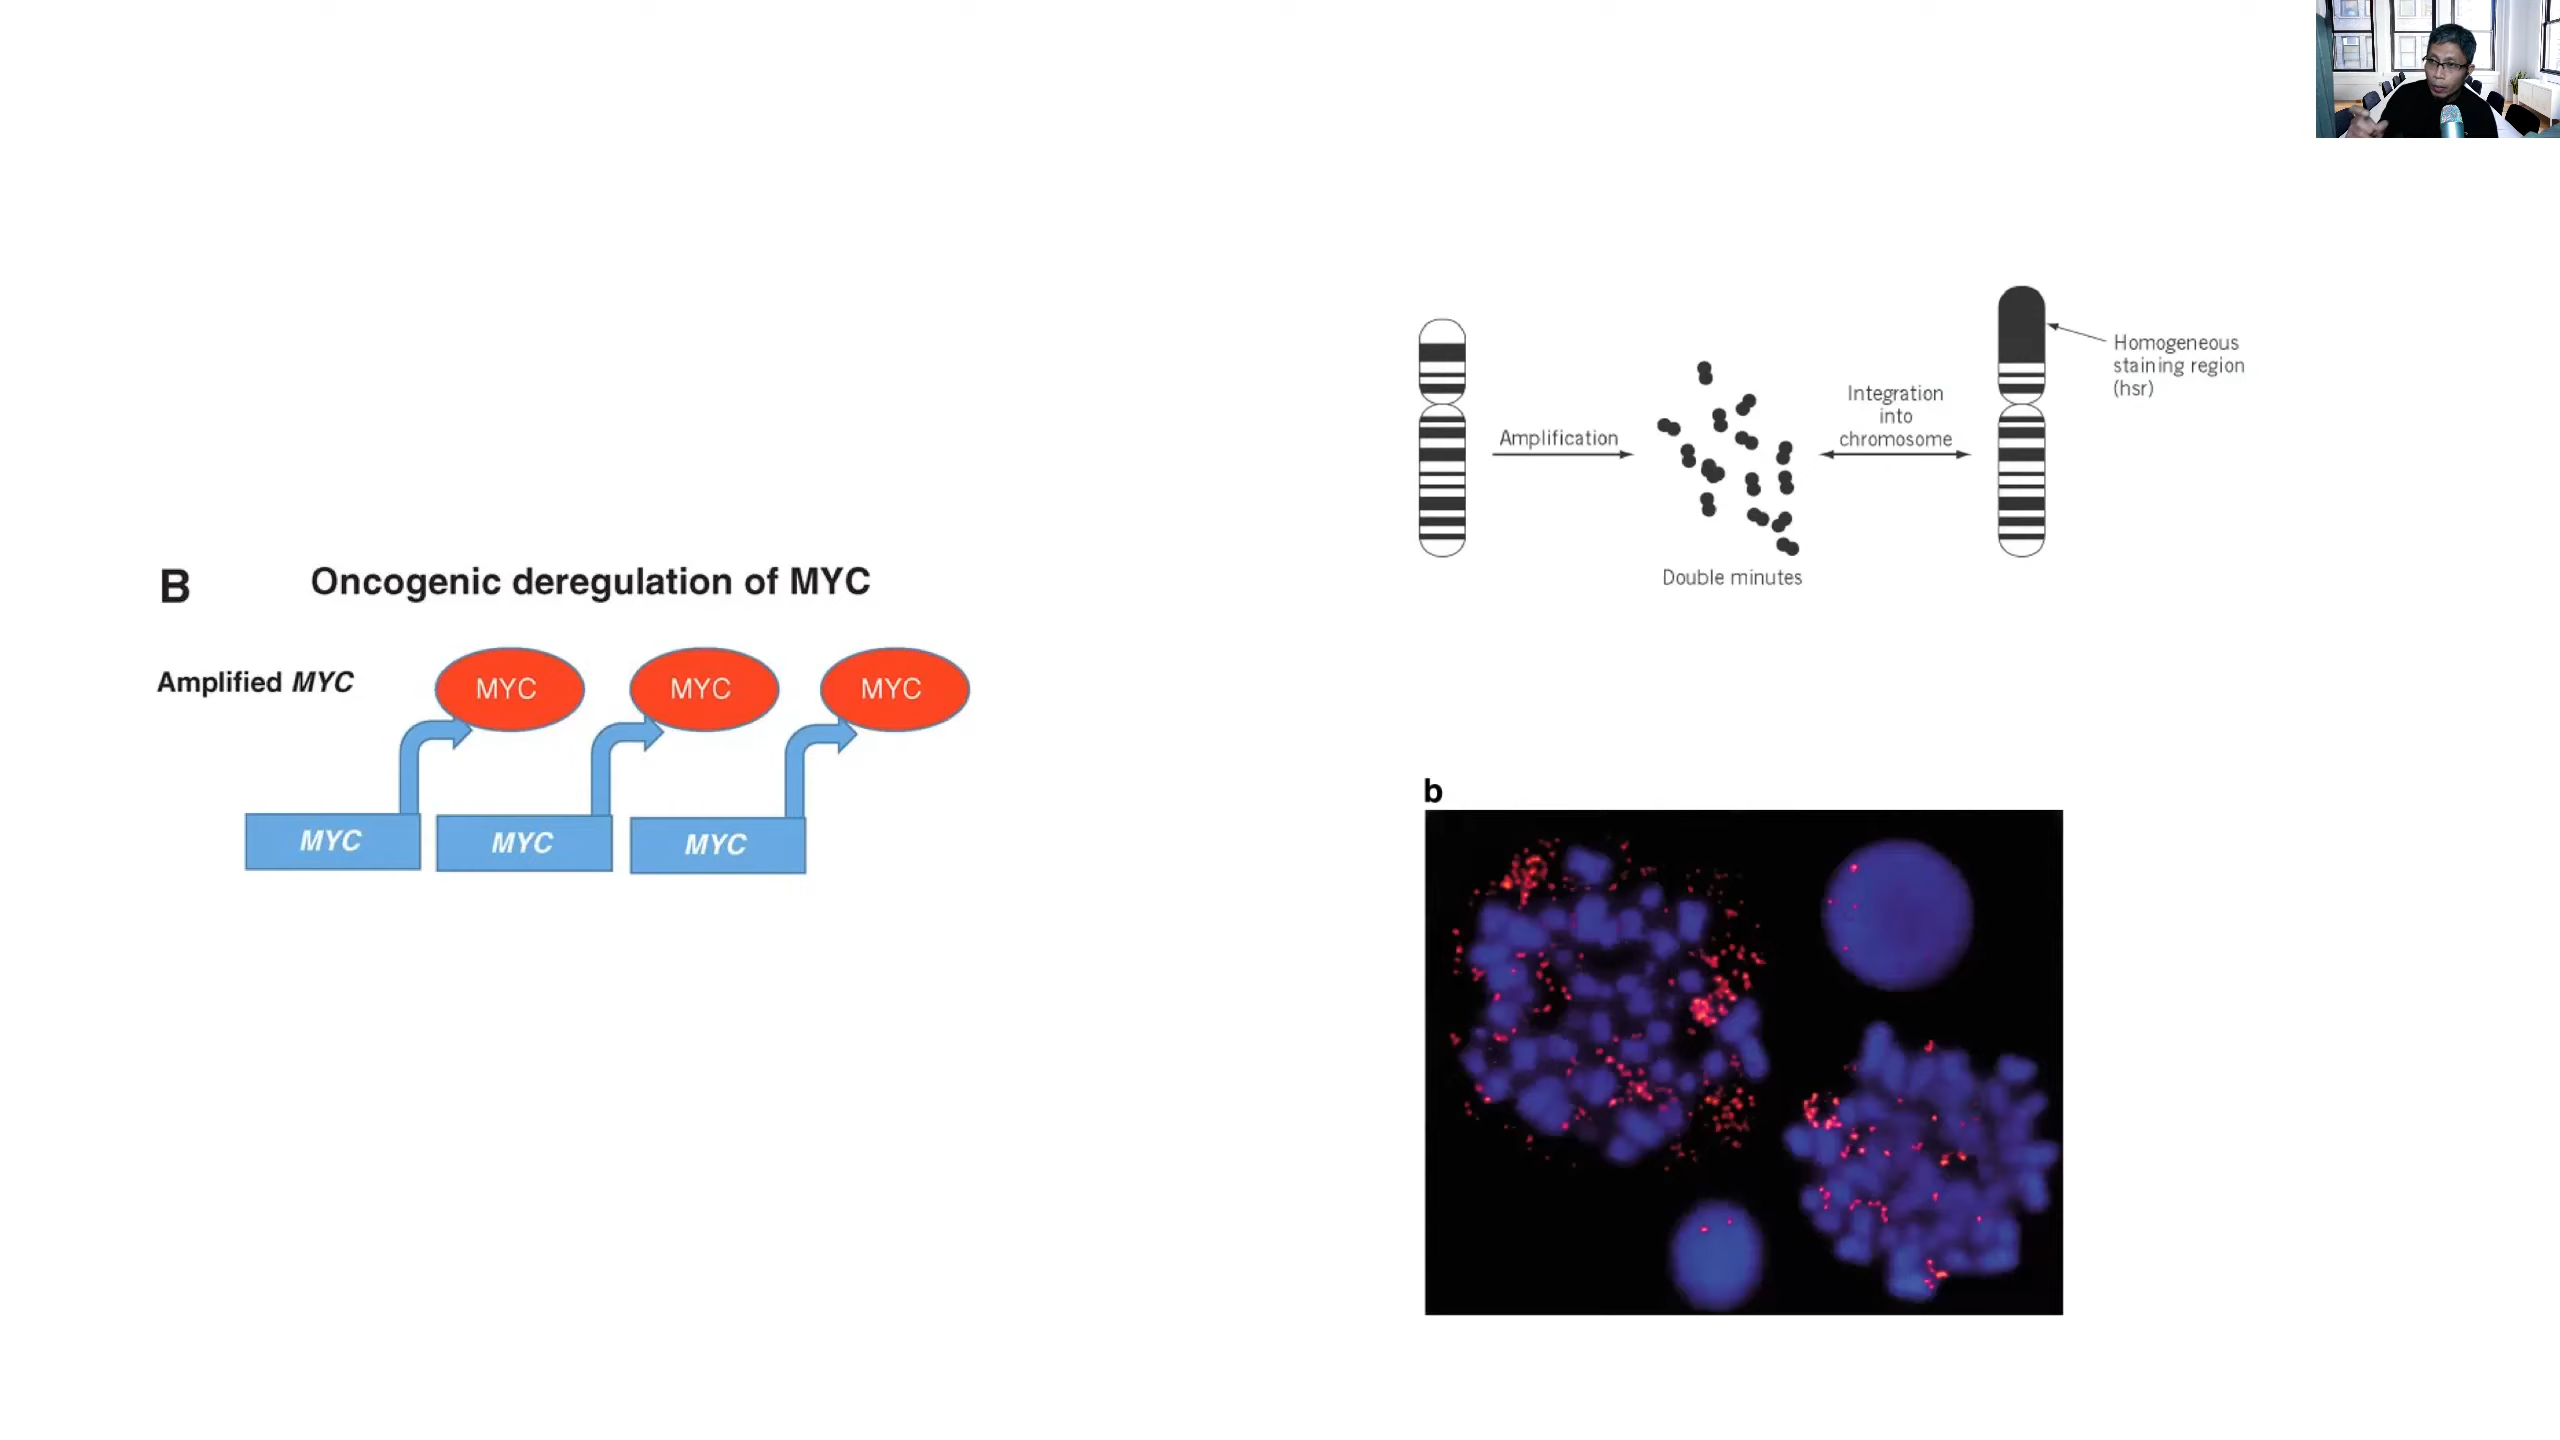 B
Oncogenic deregulation of MYC
Amplified MYC
MYC
MYC
MYC
MYC
MYC
MYC
Amplification
Double minutes
Integration
into
chromosome
Homogeneous
staining region
(hsr)
b